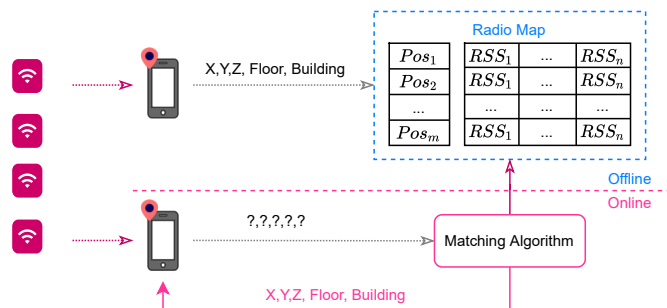 Radio Map
X,Y,Z, Floor, Building
Pos₁ RSS₁ ... RSSₙ
Pos₂ RSS₁ ... RSSₙ
... ... ... ...
Posₘ RSS₁ ... RSSₙ
Offline
Online
?,?,?,?,?
Matching Algorithm
X,Y,Z, Floor, Building